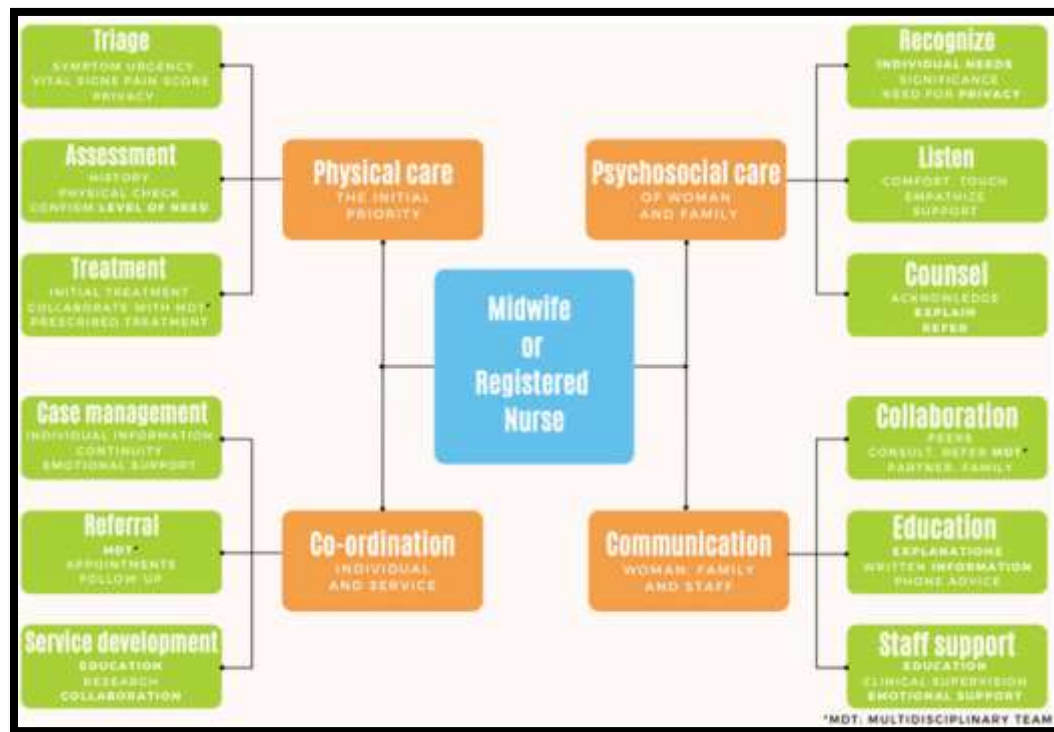 Triage
SYMPTOM URGENCY
VITAL SIGNS PAIN SCORE
PRIVACY
Assessment
HISTORY
PHYSICAL CHECK
CONFIRM LEVEL OF NEED
Treatment
INITIAL TREATMENT
COLLABORATE WITH MDT*
PRESCRIBED TREATMENT
Physical care
THE INITIAL
PRIORITY
Psychosocial care
OF WOMAN
AND FAMILY
Recognize
INDIVIDUAL NEEDS
SIGNIFICANCE
NEED FOR PRIVACY
Listen
COMFORT, TOUCH
EMPATHIZE
SUPPORT
Counsel
ACKNOWLEDGE
EXPLAIN
REFER
Midwife
or
Registered
Nurse
Case management
INDIVIDUAL INFORMATION
CONTINUITY
EMOTIONAL SUPPORT
Referral
MDT*
APPOINTMENTS
FOLLOW UP
Service development
EDUCATION
RESEARCH
COLLABORATION
Co-ordination
INDIVIDUAL
AND SERVICE
Communication
WOMAN, FAMILY
AND STAFF
Collaboration
PEERS
CONSULT, REFER MDT*
PARTNER, FAMILY
Education
EXPLANATIONS
WRITTEN INFORMATION
PHONE ADVICE
Staff support
EDUCATION
CLINICAL SUPERVISION
EMOTIONAL SUPPORT
*MDT: MULTIDISCIPLINARY TEAM